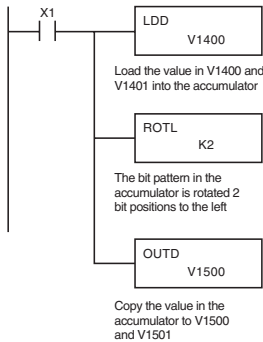 X1
LDD
V1400
Load the value in V1400 and
V1401 into the accumulator
ROTL
K2
The bit pattern in the
accumulator is rotated 2
bit positions to the left
OUTD
V1500
Copy the value in the
accumulator to V1500
and V1501